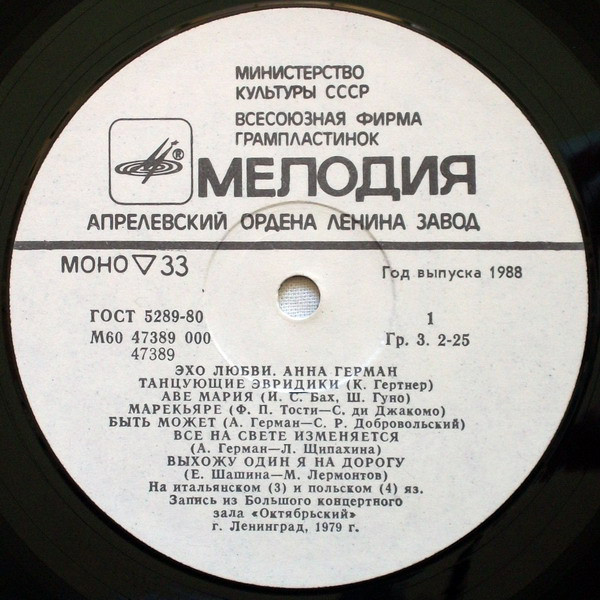 МИНИСТЕРСТВО
КУЛЬТУРЫ СССР
ВСЕСОЮЗНАЯ ФИРМА
ГРАМПЛАСТИНОК
®
МЕЛОДИЯ
АПРЕЛЕВСКИЙ ОРДЕНА ЛЕНИНА ЗАВОД
МОНО ▽ 33
Год выпуска 1988
ГОСТ 5289-80
1
М60 47389 000
Гр. 3. 2-25
47389
ЭХО ЛЮБВИ. АННА ГЕРМАН
ТАНЦУЮЩИЕ ЭВРИДИКИ (К. Гертнер)
АВЕ МАРИЯ (И. С. Бах, Ш. Гуно)
МАРЕКЬЯРЕ (Ф. П. Тости—С. ди Джакомо)
БЫТЬ МОЖЕТ (А. Герман—С. Р. Добровольский)
ВСЕ НА СВЕТЕ ИЗМЕНЯЕТСЯ
(А. Герман—Л. Щипахина)
ВЫХОЖУ ОДИН Я НА ДОРОГУ
(Е. Шашина—М. Лермонтов)
На итальянском (3) и польском (4) яз.
Запись из Большого концертного
зала «Октябрьский»
г. Ленинград, 1979 г.